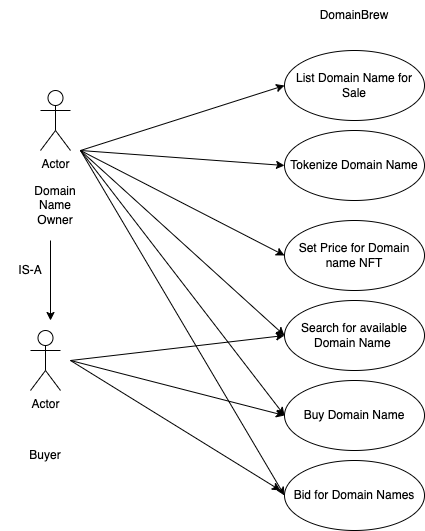 DomainBrew
List Domain Name for
Sale
Actor
Tokenize Domain Name
Domain
Name
Owner
Set Price for Domain
name NFT
IS-A
Search for available
Domain Name
Actor
Buy Domain Name
Buyer
Bid for Domain Names